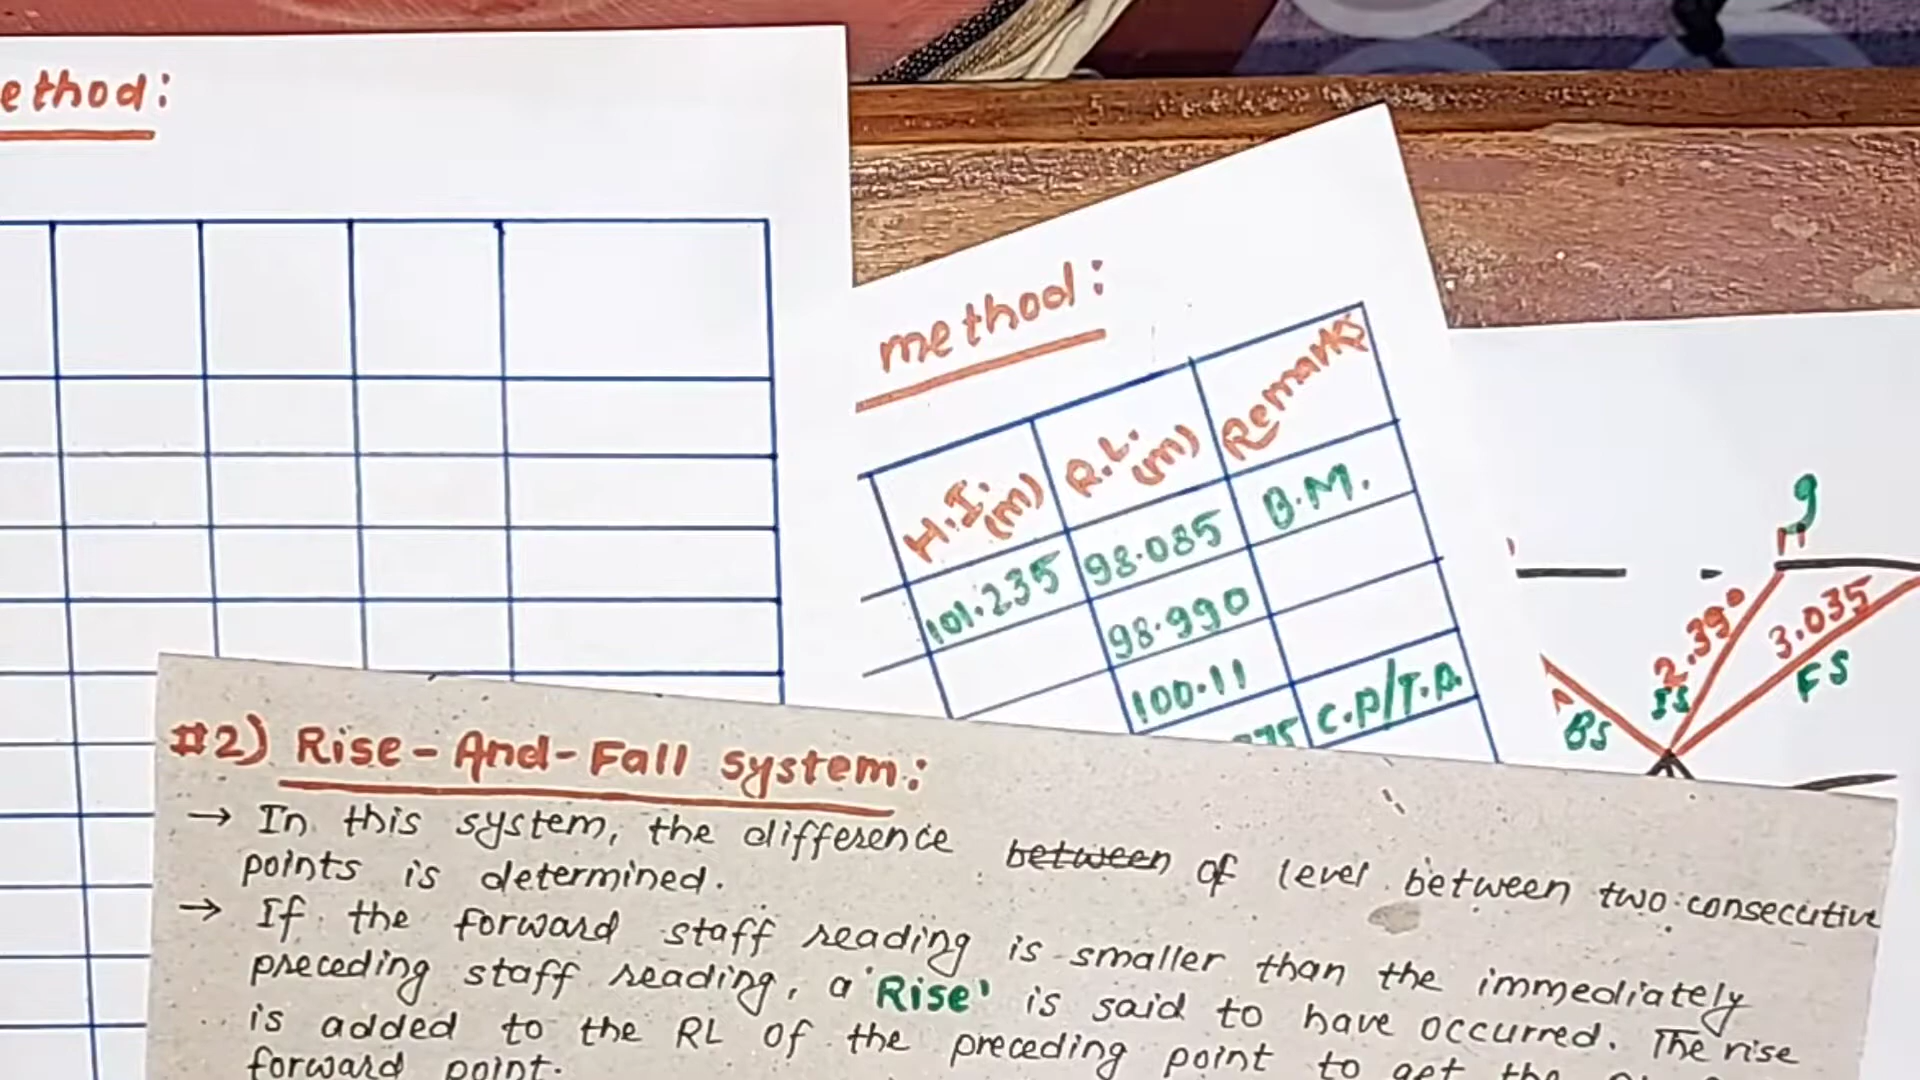 ethod:
method:
H.I. (m) R.L. (m) Remarks
101.235 98.085 B.M.
98.990
100.11
75 C.P/T.P.
g
2.390
3.035
IS
FS
BS
#2) Rise-And-Fall system:
→ In this system, the difference between of level between two consecutive
points is determined.
→ If the forward staff reading is smaller than the immediately
preceding staff reading, a 'Rise' is said to have occurred. The rise
is added to the RL of the preceding point to get the
forward point.